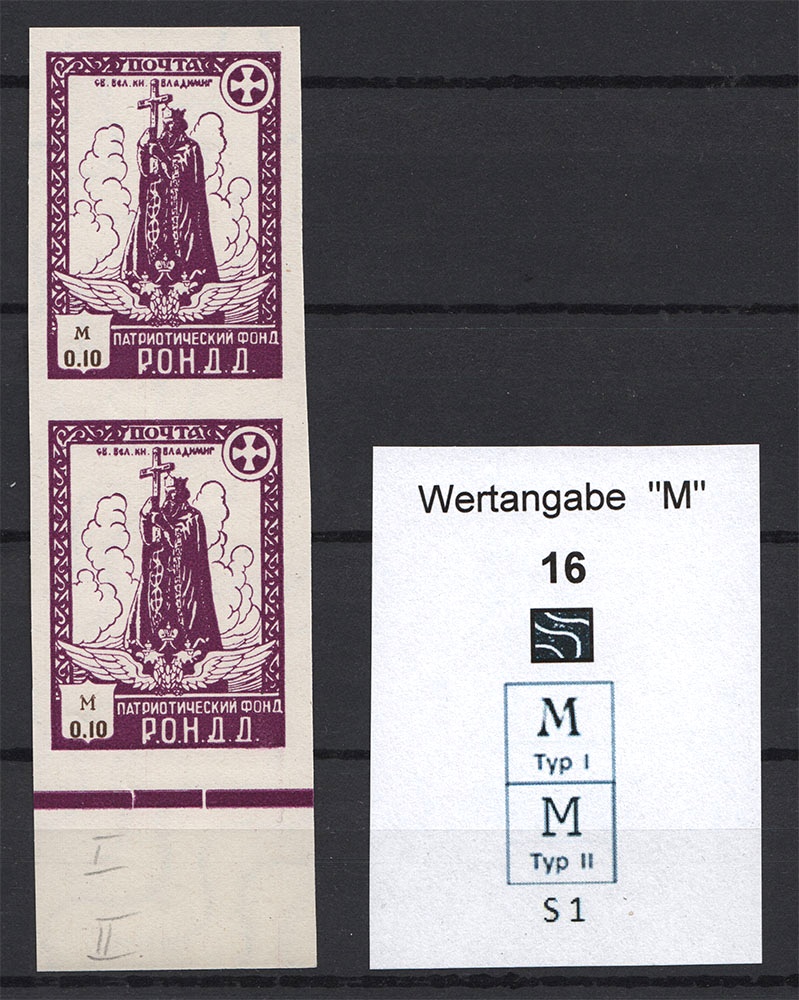 ПОЧТА
СВ. ВЕЛ. КН. ВЛАДИМИР
М
0.10
ПАТРИОТИЧЕСКИЙ ФОНД
Р.О.Н.Д.Д.
ПОЧТА
СВ. ВЕЛ. КН. ВЛАДИМИР
М
0.10
ПАТРИОТИЧЕСКИЙ ФОНД
Р.О.Н.Д.Д.
I
II
Wertangabe "M"
16
M
Typ I
M
Typ II
S 1